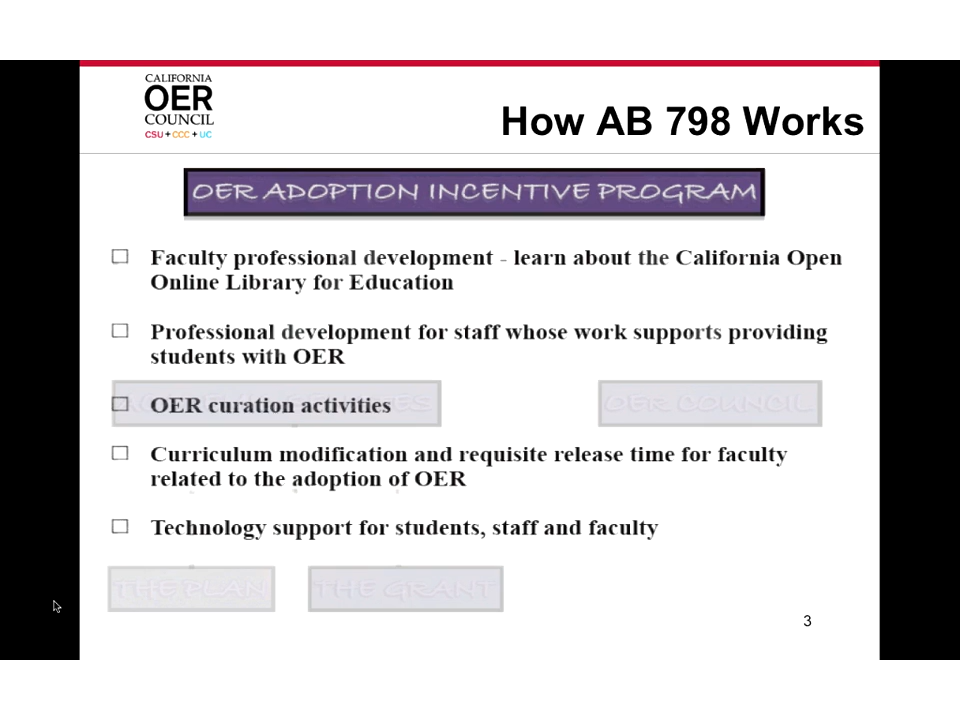 CALIFORNIA
OER
COUNCIL
CSU + CCC + UC
How AB 798 Works
OER ADOPTION INCENTIVE PROGRAM
☐ Faculty professional development - learn about the California Open
Online Library for Education
☐ Professional development for staff whose work supports providing
students with OER
☐ OER curation activities
OER COUNCIL
☐ Curriculum modification and requisite release time for faculty
related to the adoption of OER
☐ Technology support for students, staff and faculty
THE PLAN
THE GRANT
3